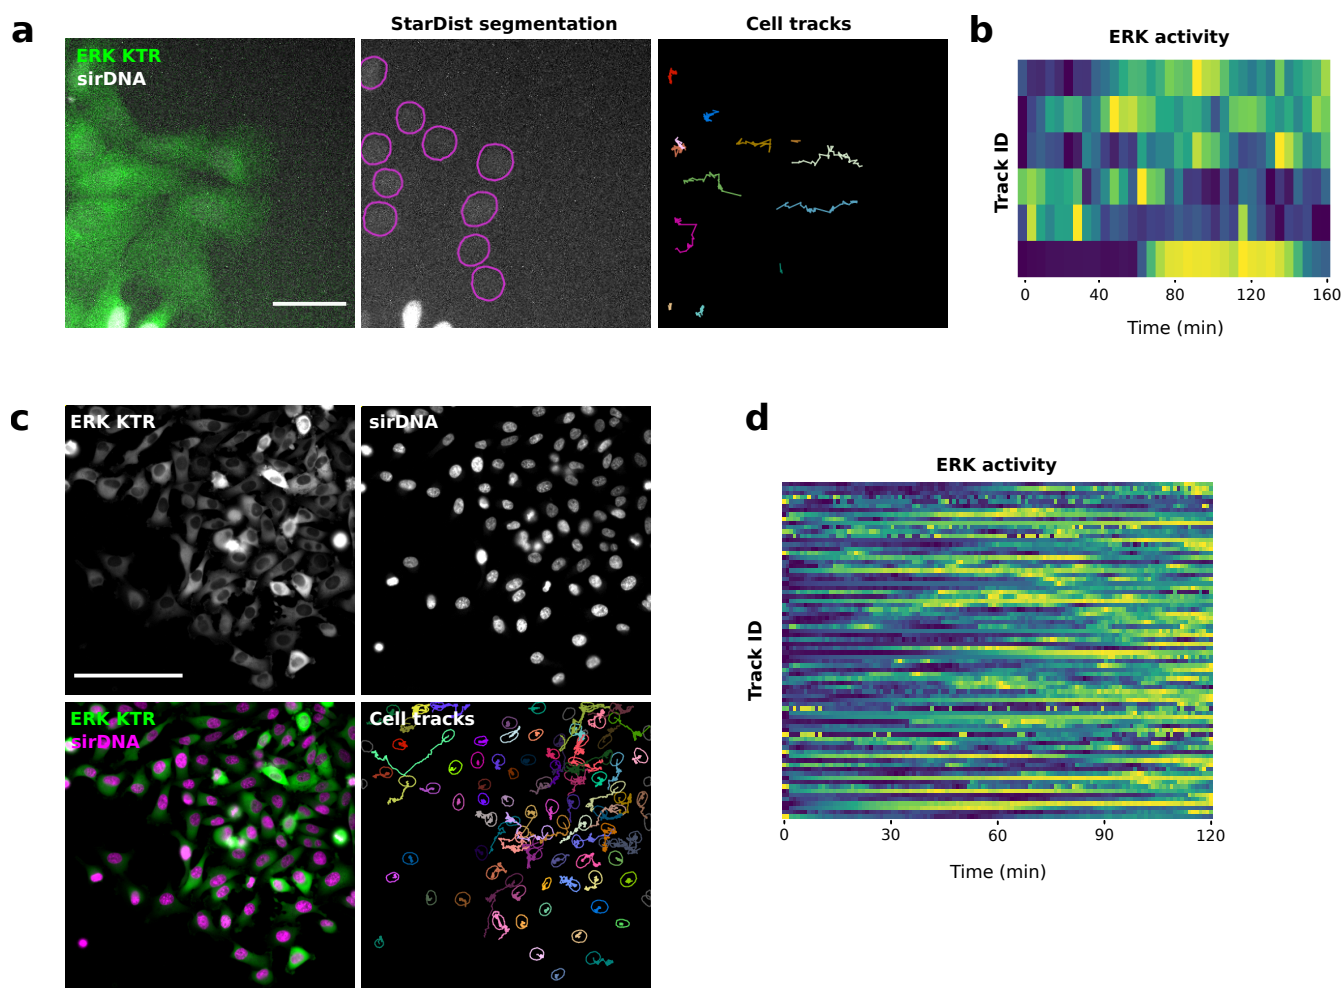 a
StarDist segmentation
Cell tracks
ERK KTR
sirDNA
b
ERK activity
Track ID
0 40 80 120 160
Time (min)
c
ERK KTR
sirDNA
ERK KTR
sirDNA
Cell tracks
d
ERK activity
Track ID
0 30 60 90 120
Time (min)